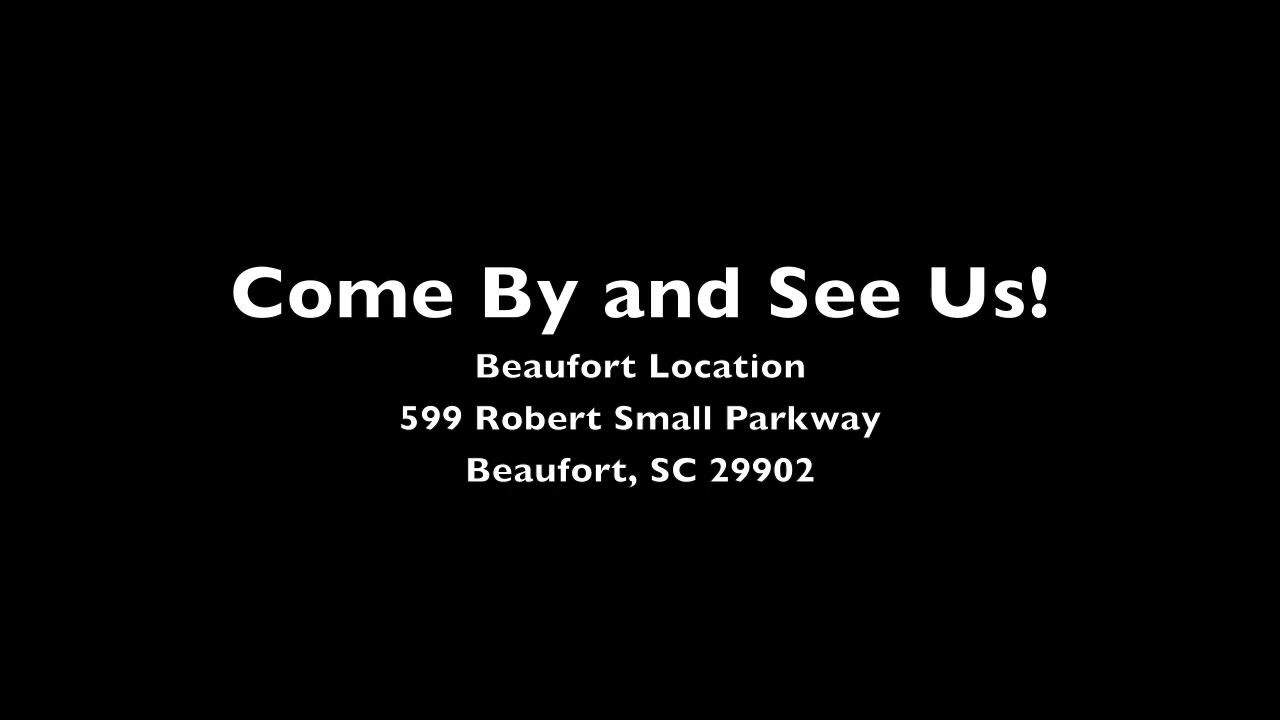 Come By and See Us!
Beaufort Location
599 Robert Small Parkway
Beaufort, SC 29902